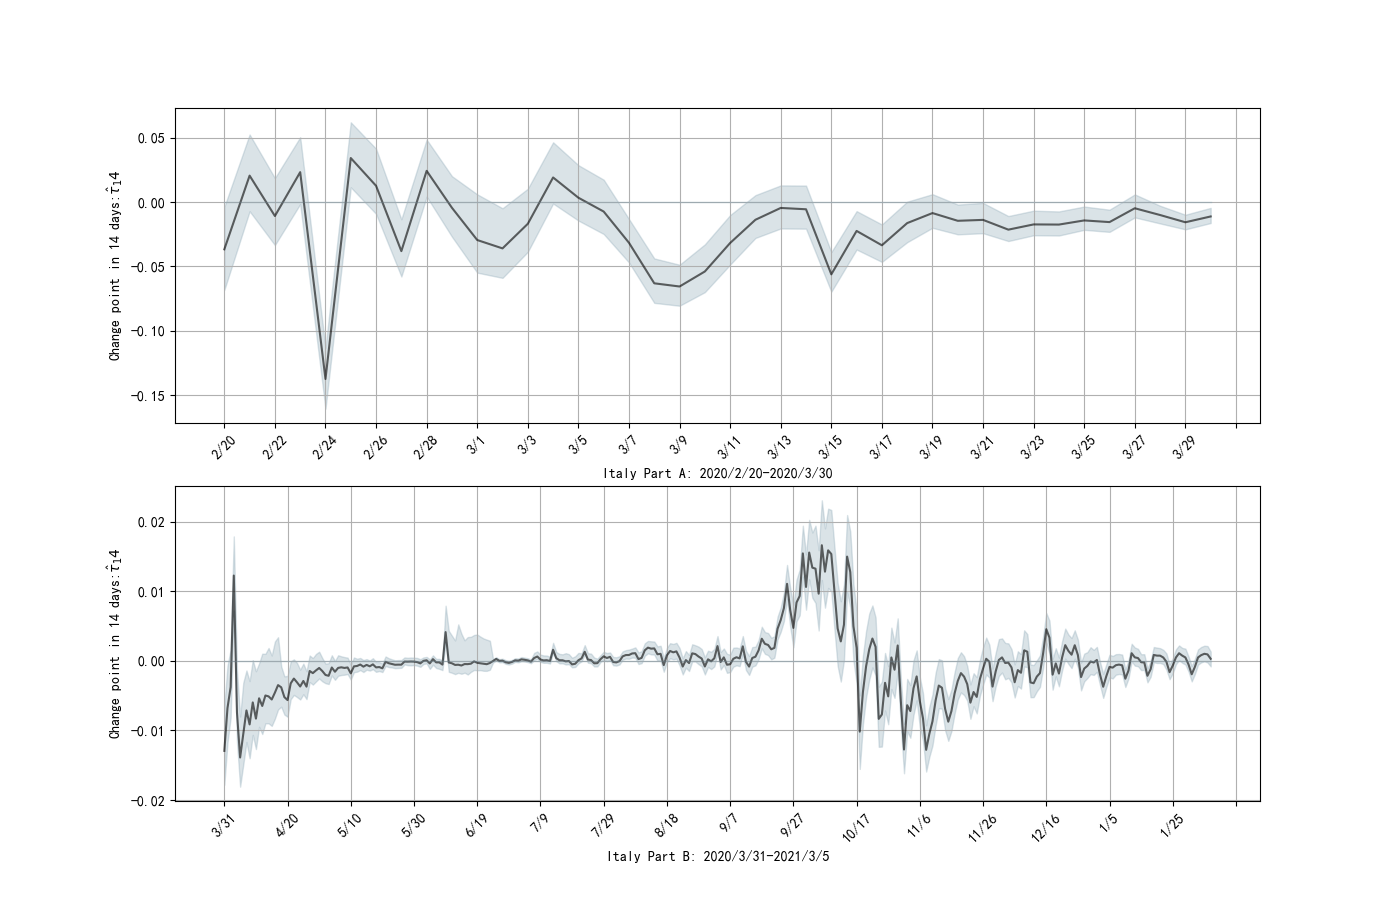 0.05
0.00
−0.05
−0.10
−0.15
Change point in 14 days:τ̂₁4
2/20 2/22 2/24 2/26 2/28 3/1 3/3 3/5 3/7 3/9 3/11 3/13 3/15 3/17 3/19 3/21 3/23 3/25 3/27 3/29
Italy Part A: 2020/2/20−2020/3/30
0.02
0.01
0.00
−0.01
−0.02
Change point in 14 days:τ̂₁4
3/31 4/20 5/10 5/30 6/19 7/9 7/29 8/18 9/7 9/27 10/17 11/6 11/26 12/16 1/5 1/25
Italy Part B: 2020/3/31−2021/3/5